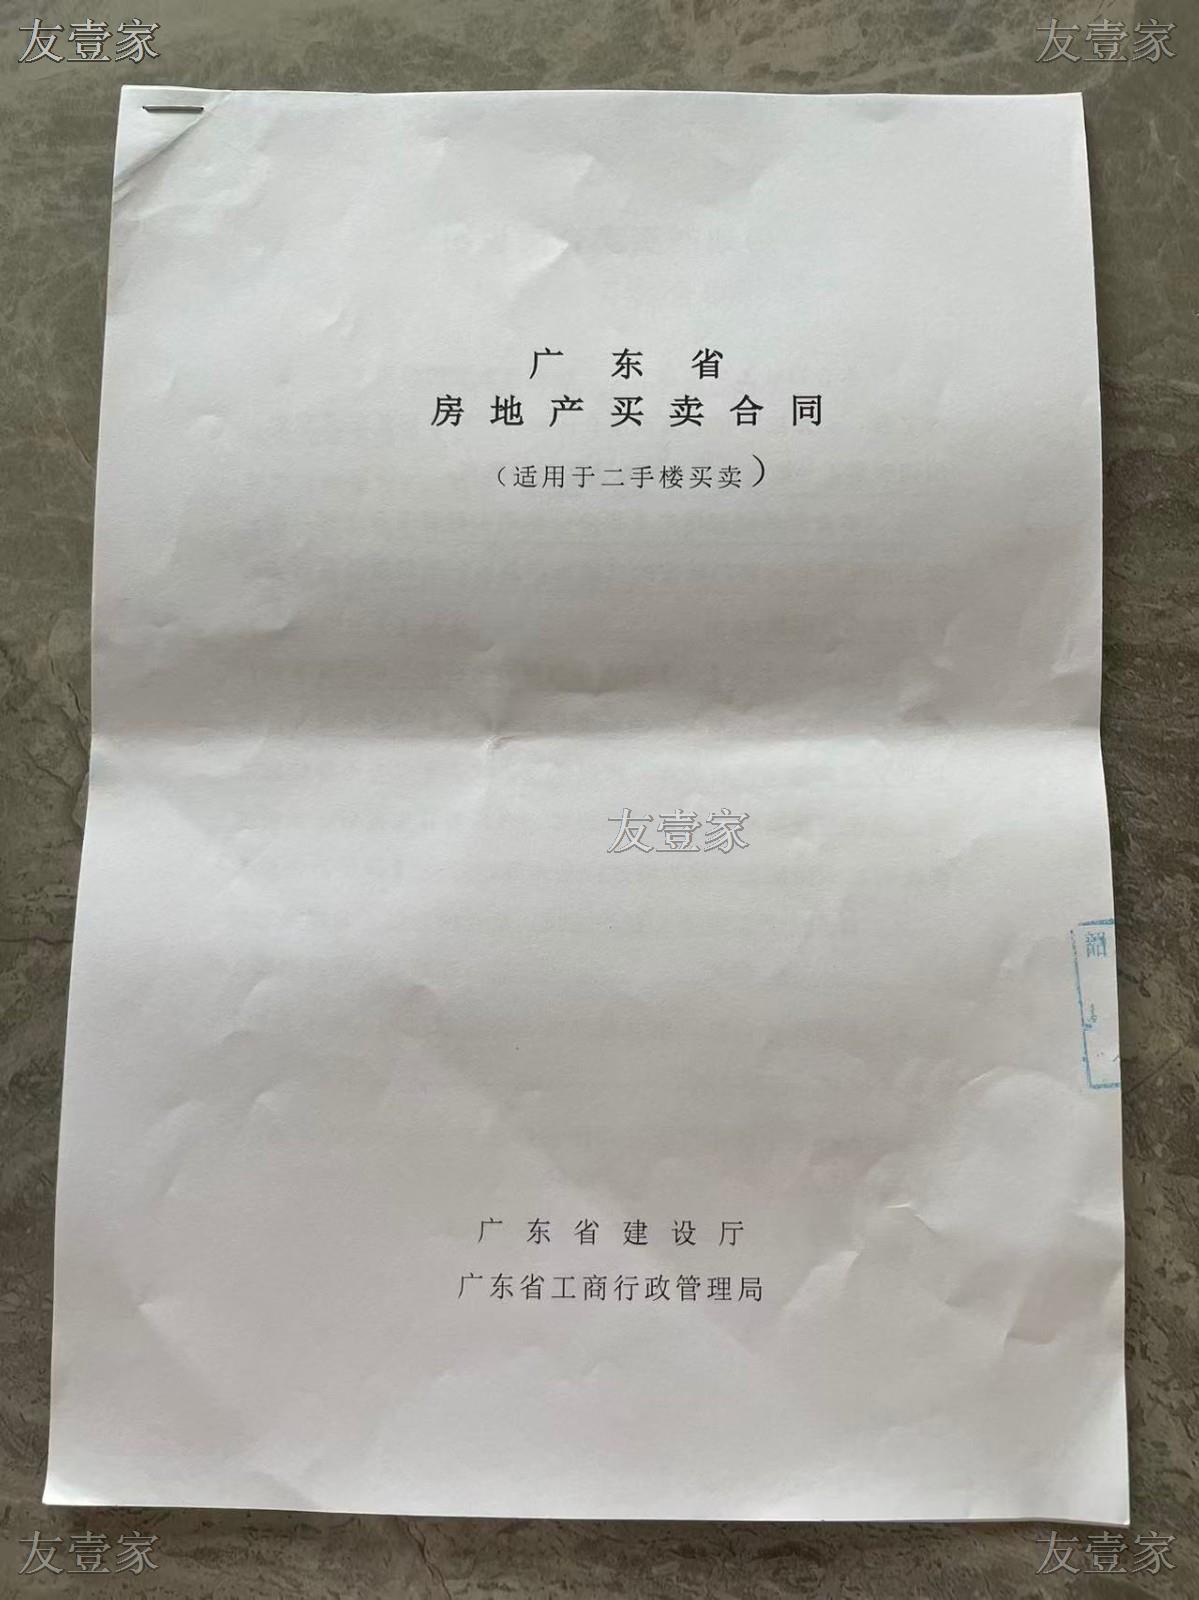 友壹家
友壹家
广东省
房地产买卖合同
（适用于二手楼买卖）
友壹家
广东省建设厅
广东省工商行政管理局
友壹家
友壹家